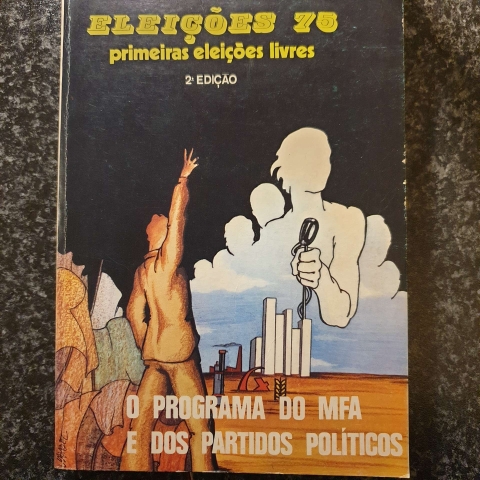 ELEIÇÕES 75
primeiras eleições livres
2ª EDIÇÃO
O PROGRAMA DO MFA
E DOS PARTIDOS POLÍTICOS